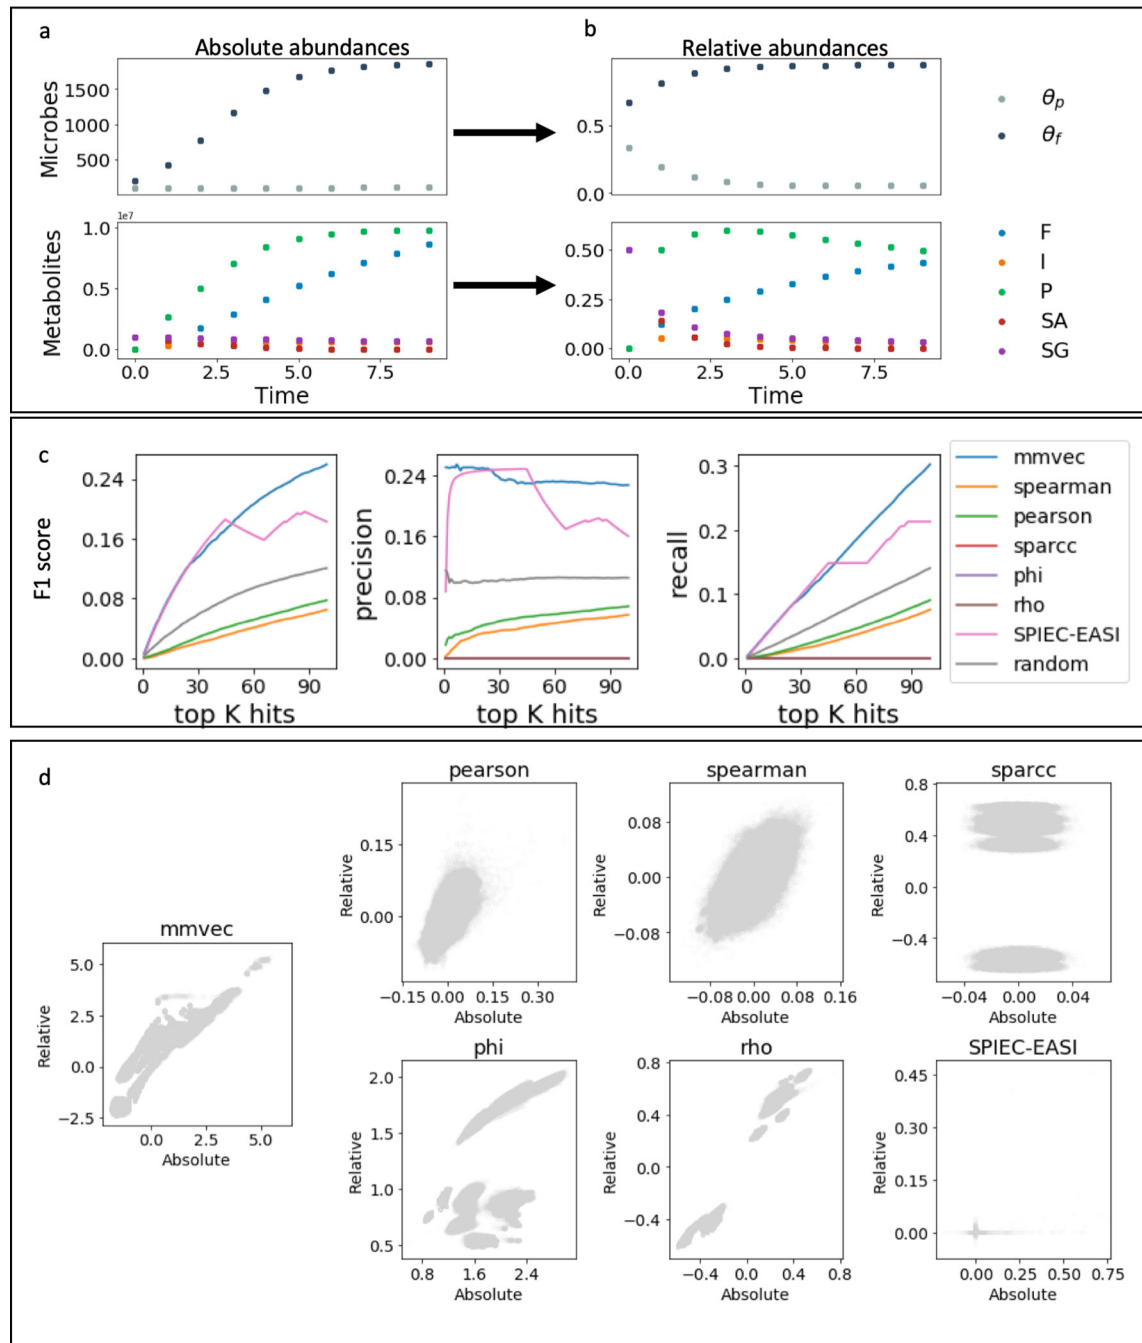 a
Absolute abundances
Microbes
1500
1000
500
Metabolites
1e7
1.0
0.5
0.0
0.0 2.5 5.0 7.5
Time
b
Relative abundances
0.5
0.0
0.50
0.25
0.00
0.0 2.5 5.0 7.5
Time
θp
θf
F
I
P
SA
SG
c
F1 score
0.24
0.16
0.08
0.00
0 30 60 90
top K hits
precision
0.24
0.16
0.08
0.00
0 30 60 90
top K hits
recall
0.3
0.2
0.1
0.0
0 30 60 90
top K hits
mmvec
spearman
pearson
sparcc
phi
rho
SPIEC-EASI
random
d
mmvec
Relative
5.0
2.5
0.0
−2.5
0.0 2.5 5.0
Absolute
pearson
Relative
0.15
0.00
−0.15 0.00 0.15 0.30
Absolute
spearman
Relative
0.08
0.00
−0.08
−0.08 0.00 0.08 0.16
Absolute
sparcc
Relative
0.8
0.4
0.0
−0.4
−0.04 0.00 0.04
Absolute
phi
Relative
2.0
1.5
1.0
0.5
0.8 1.6 2.4
Absolute
rho
Relative
0.8
0.4
0.0
−0.4
−0.4 0.0 0.4 0.8
Absolute
SPIEC-EASI
Relative
0.45
0.30
0.15
0.00
0.00 0.25 0.50 0.75
Absolute